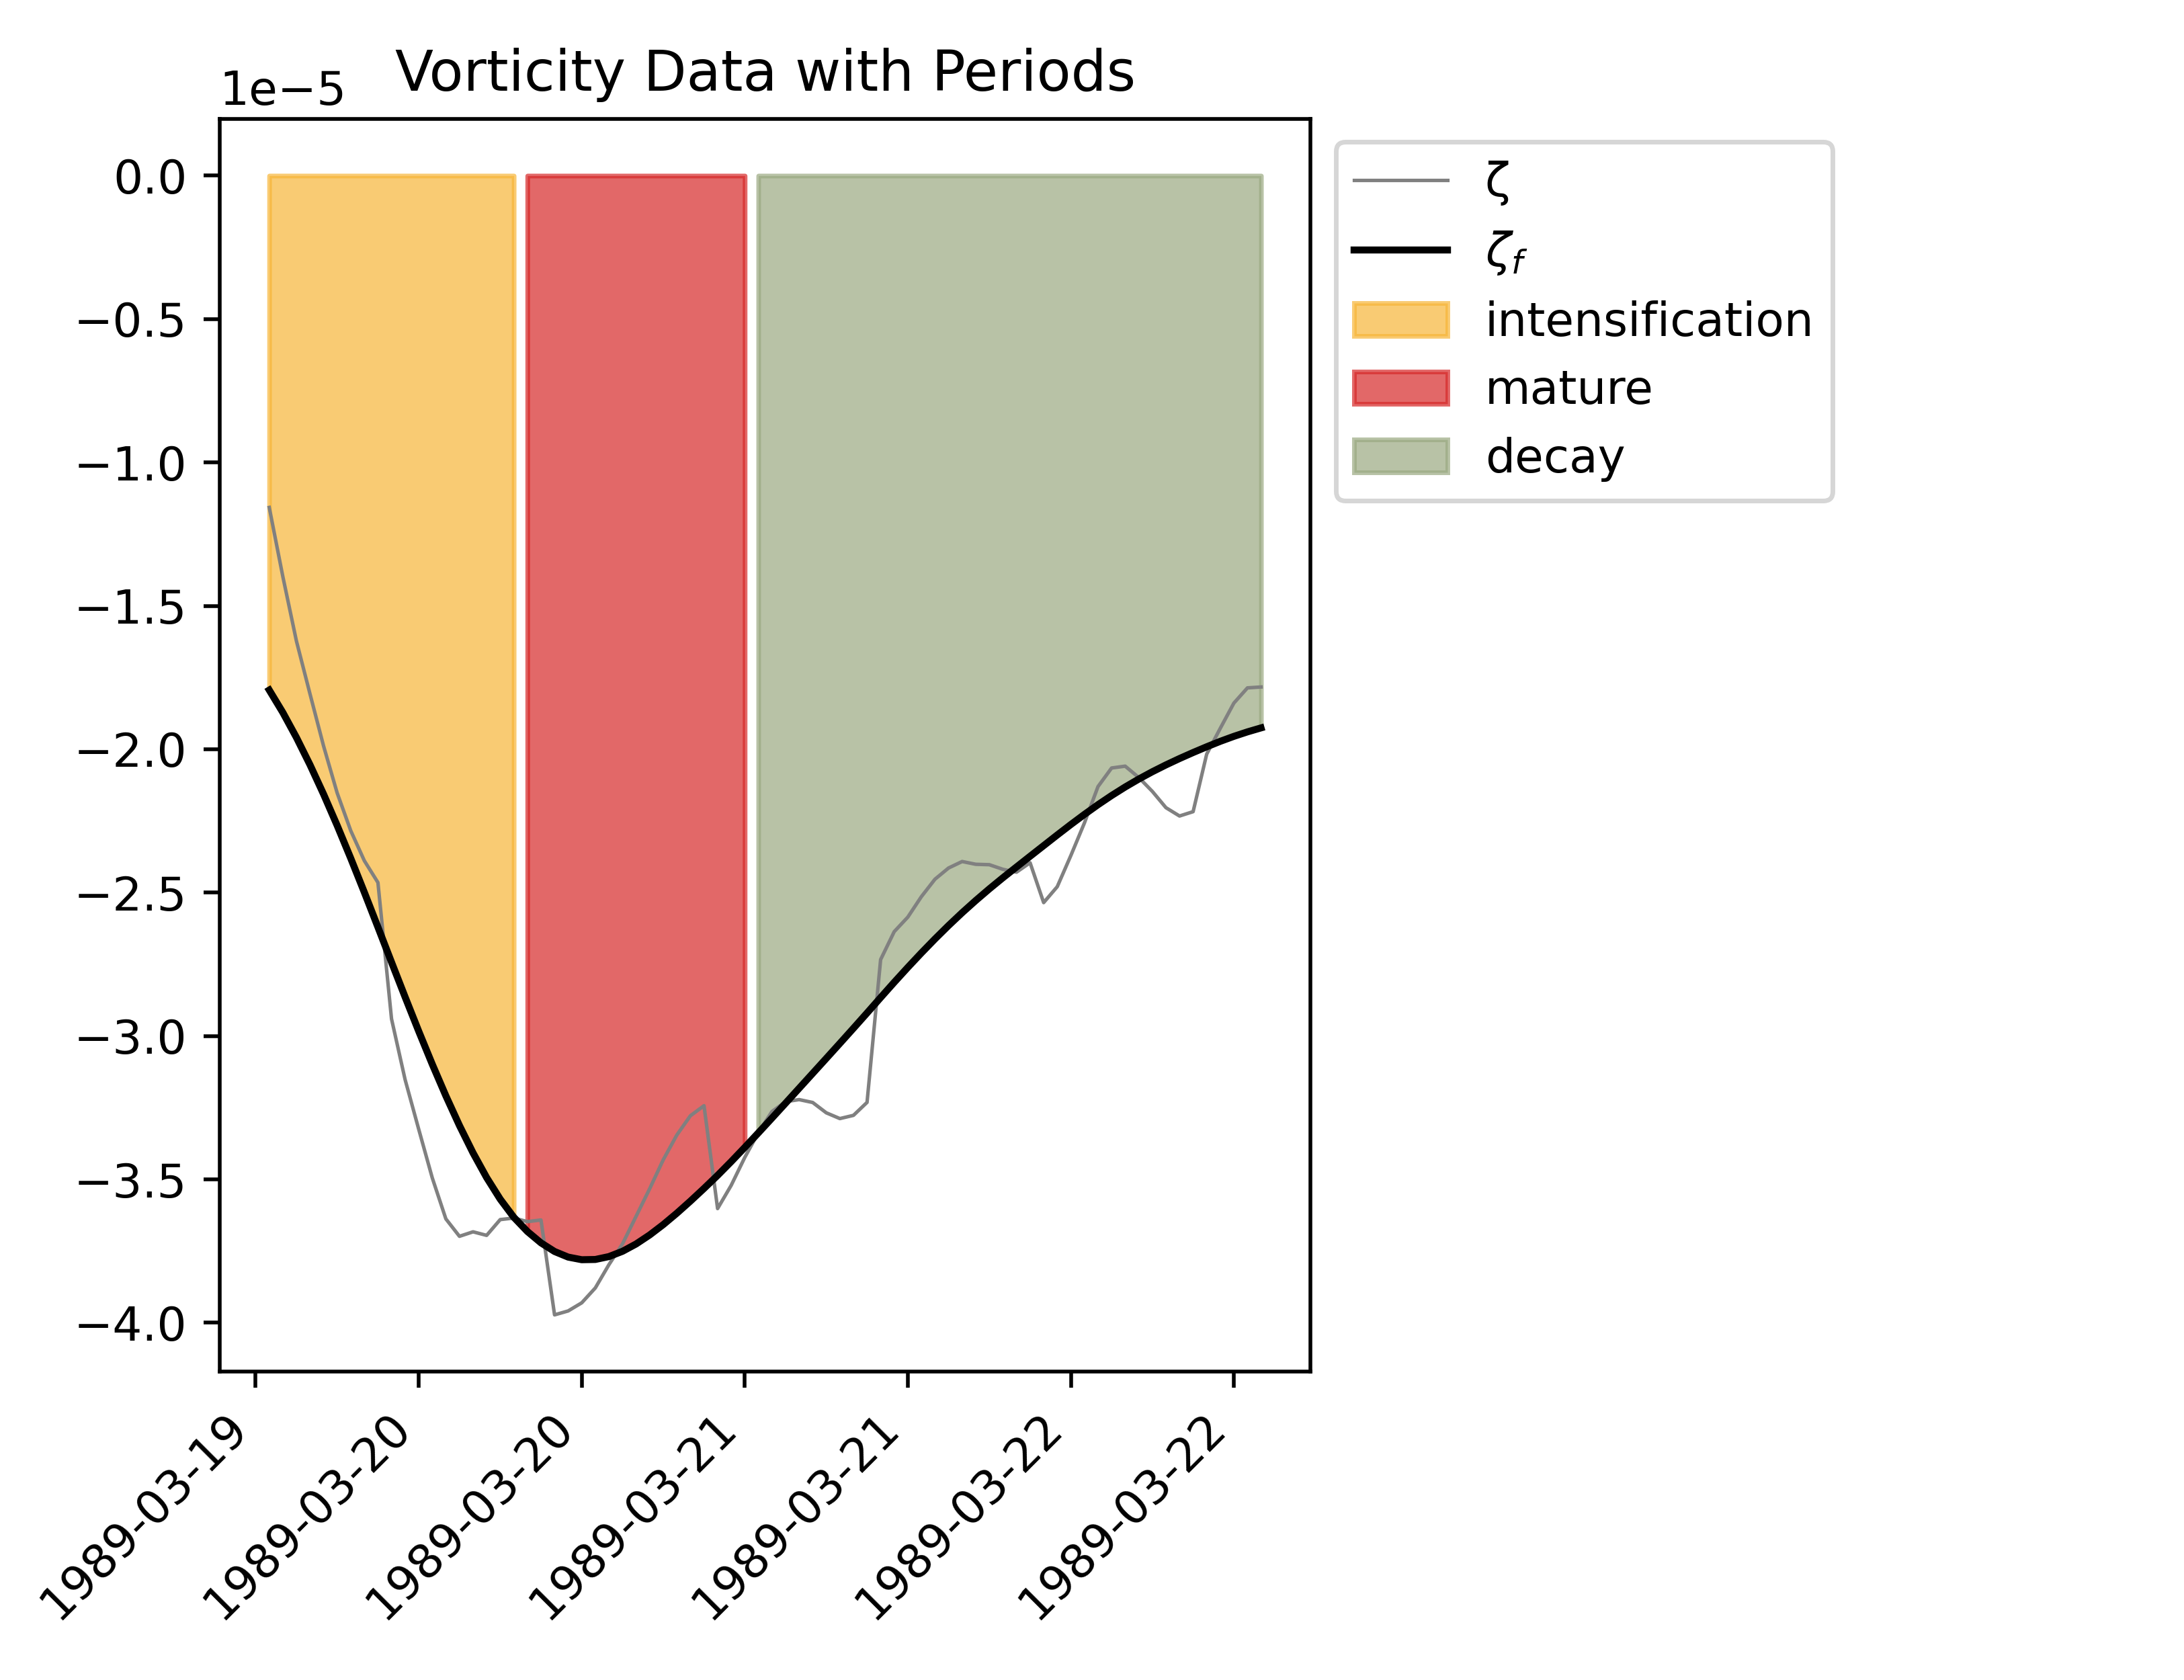 Vorticity Data with Periods
1e−5
0.0
−0.5
−1.0
−1.5
−2.0
−2.5
−3.0
−3.5
−4.0
1989-03-19
1989-03-20
1989-03-20
1989-03-21
1989-03-21
1989-03-22
1989-03-22
ζ
ζf
intensification
mature
decay